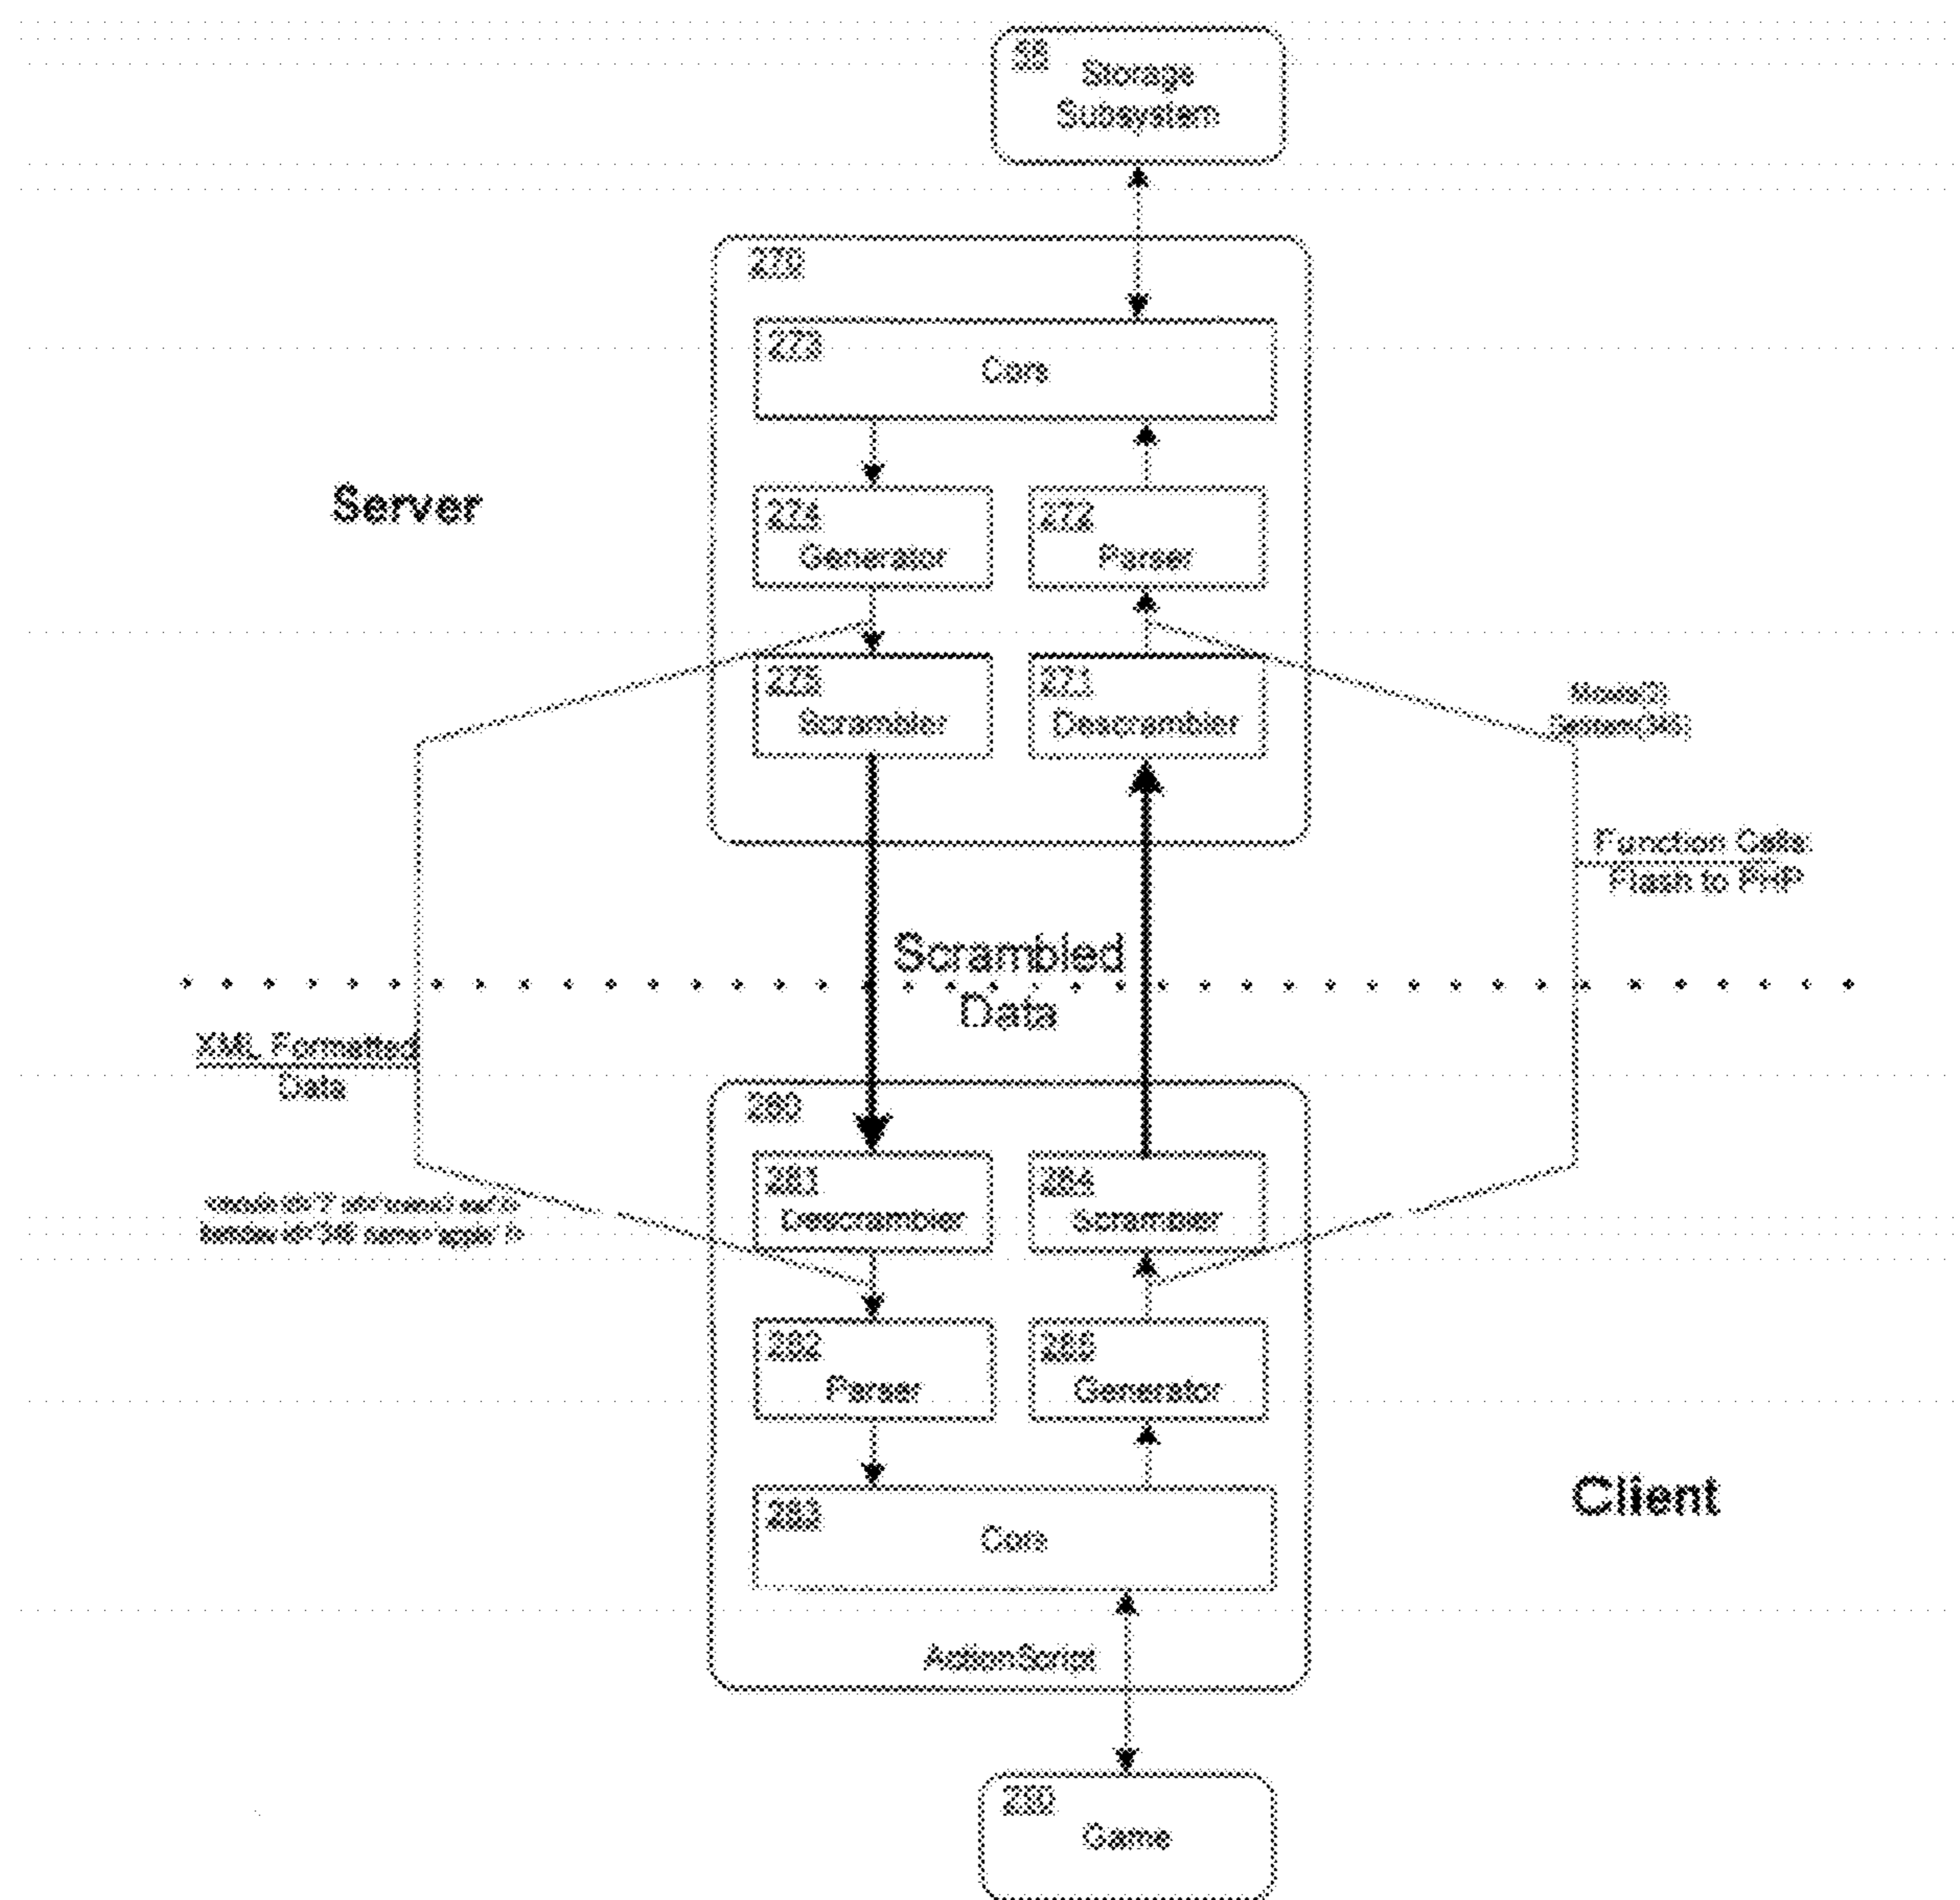 Storage
Subsystem
270
273
Core
Server
274
Generator
272
Parser
275
Scrambler
271
Descrambler
Function Calls
Flash to PHP
Scrambled
Data
XML Formatted
Data
280
281
Descrambler
284
Scrambler
282
Parser
285
Generator
283
Core
Client
ActionScript
290
Game